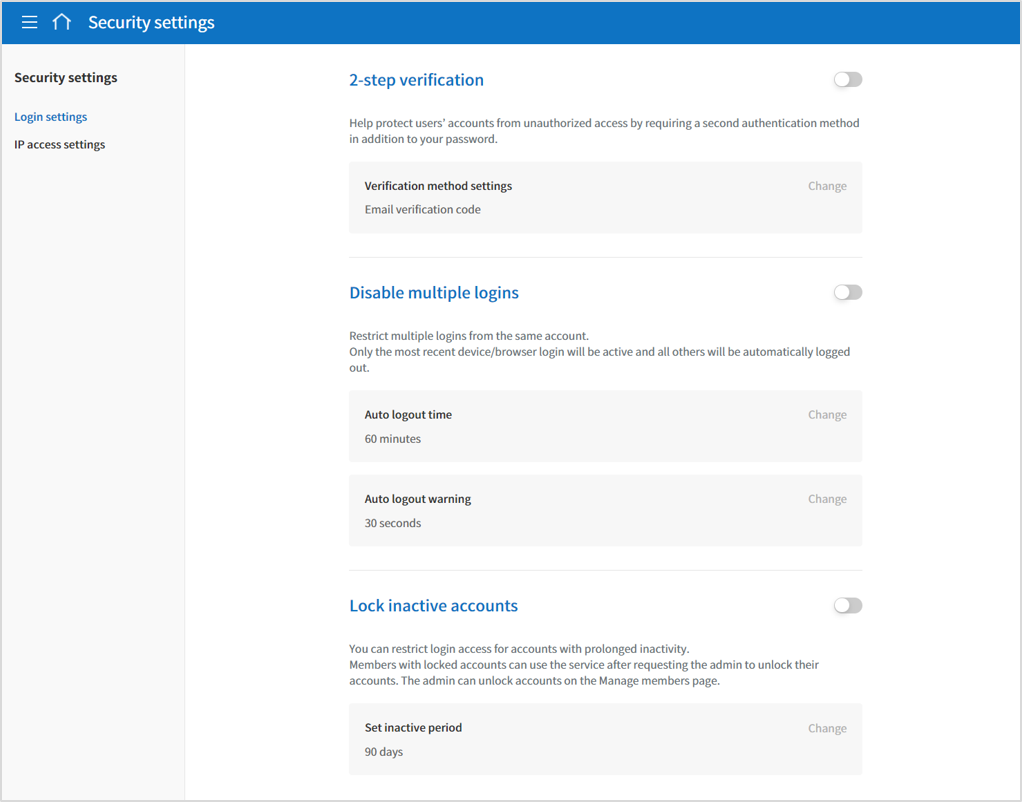 Security settings
Security settings
Login settings
IP access settings
2-step verification
Help protect users' accounts from unauthorized access by requiring a second authentication method
in addition to your password.
Verification method settings
Change
Email verification code
Disable multiple logins
Restrict multiple logins from the same account.
Only the most recent device/browser login will be active and all others will be automatically logged
out.
Auto logout time
Change
60 minutes
Auto logout warning
Change
30 seconds
Lock inactive accounts
You can restrict login access for accounts with prolonged inactivity.
Members with locked accounts can use the service after requesting the admin to unlock their
accounts. The admin can unlock accounts on the Manage members page.
Set inactive period
Change
90 days